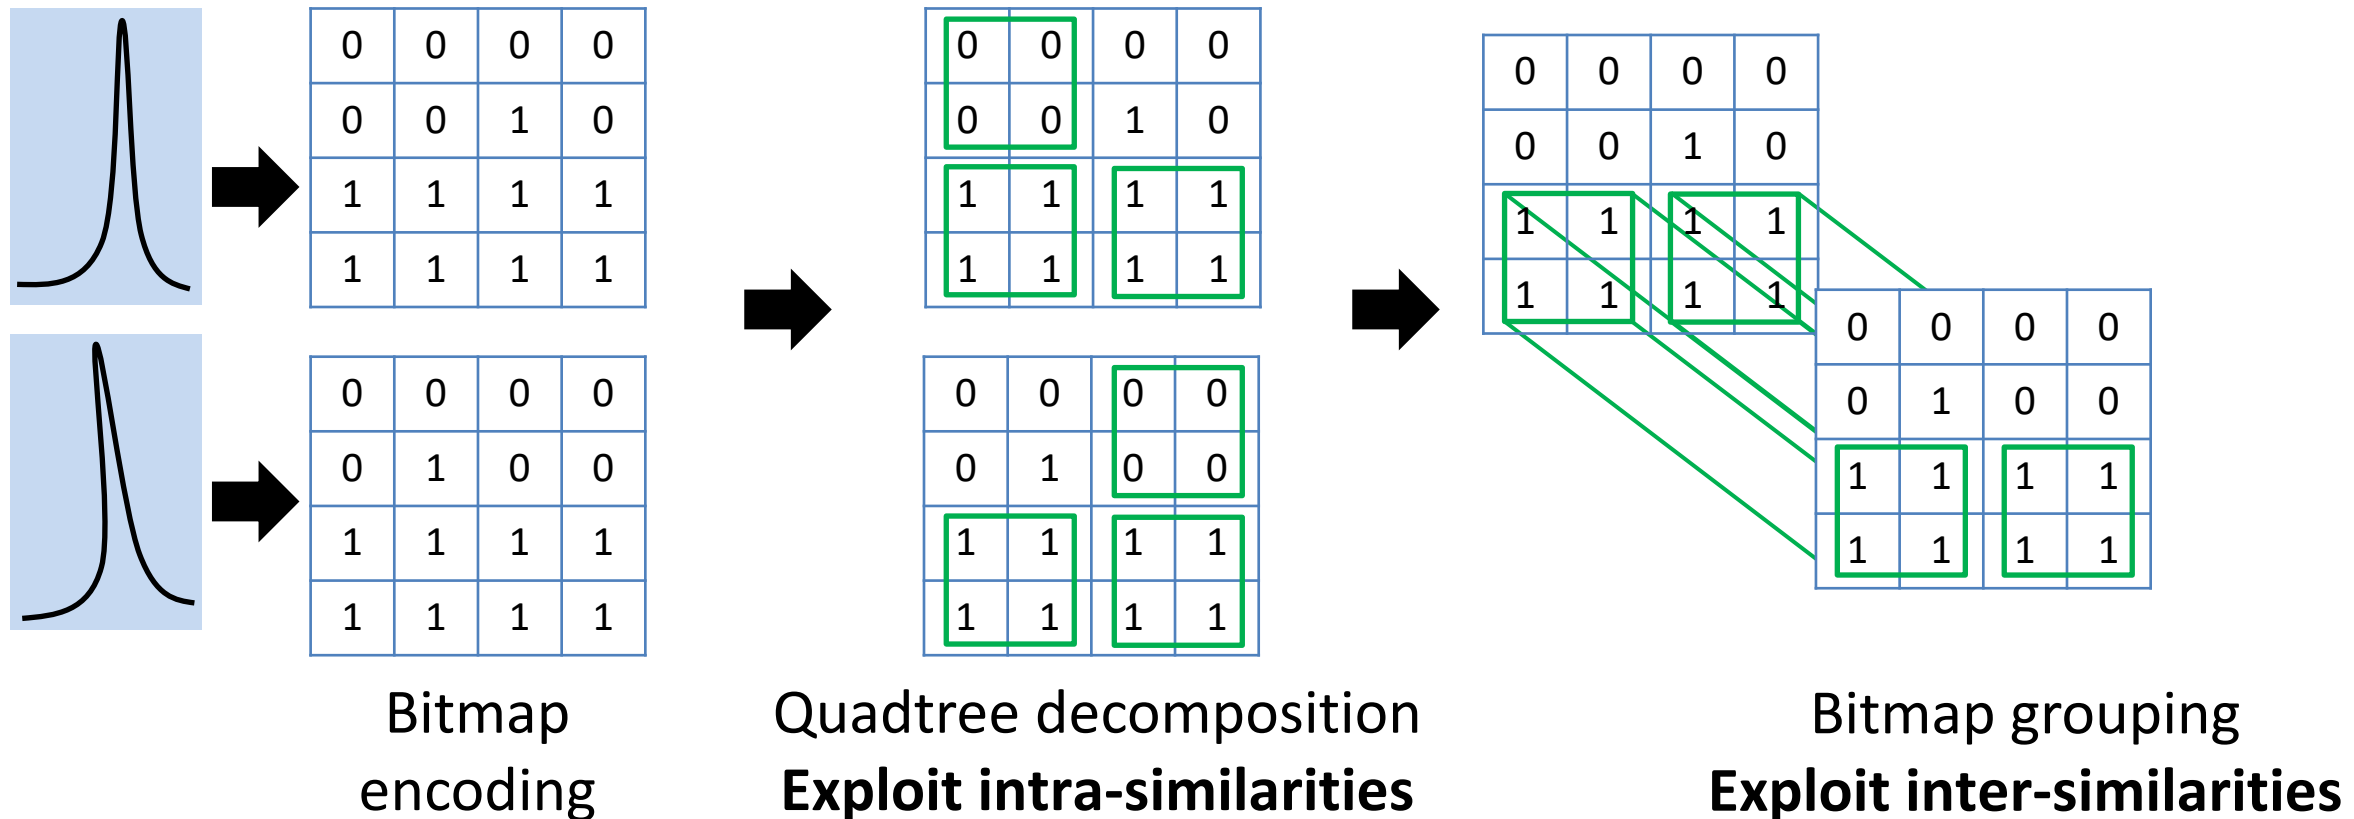 0 0 0 0
0 0 1 0
1 1 1 1
1 1 1 1
0 0 0 0
0 1 0 0
1 1 1 1
1 1 1 1
Bitmap
encoding
0 0 0 0
0 0 1 0
1 1 1 1
1 1 1 1
0 0 0 0
0 1 0 0
1 1 1 1
1 1 1 1
Quadtree decomposition
Exploit intra-similarities
0 0 0 0
0 0 1 0
1 1 1 1
1 1 1 1
0 0 0 0
0 1 0 0
1 1 1 1
1 1 1 1
Bitmap grouping
Exploit inter-similarities